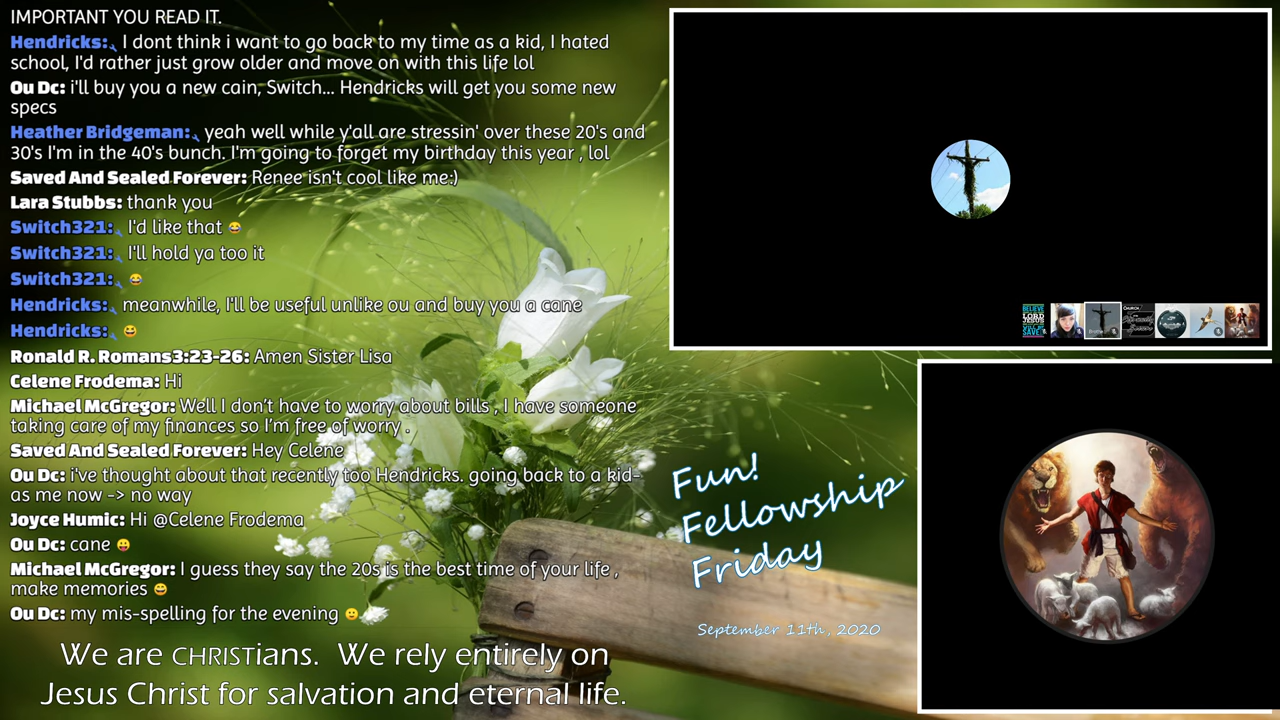 IMPORTANT YOU READ IT.
Hendricks: I dont think i want to go back to my time as a kid, I hated
school, I'd rather just grow older and move on with this life lol
Ou Dc: i'll buy you a new cain, Switch... Hendricks will get you some new
specs
Heather Bridgeman: yeah well while y'all are stressin' over these 20's and
30's I'm in the 40's bunch. I'm going to forget my birthday this year , lol
Saved And Sealed Forever: Renee isn't cool like me:)
Lara Stubbs: thank you
Switch321: I'd like that 😂
Switch321: I'll hold ya too it
Switch321: 😂
Hendricks: meanwhile, I'll be useful unlike ou and buy you a cane
Hendricks: 😆
Ronald R. Romans3:23-26: Amen Sister Lisa
Celene Frodema: Hi
Michael McGregor: Well I don't have to worry about bills , I have someone
taking care of my finances so I'm free of worry .
Saved And Sealed Forever: Hey Celene
Ou Dc: i've thought about that recently too Hendricks. going back to a kid-
as me now -> no way
Joyce Humic: Hi @Celene Frodema
Ou Dc: cane 😛
Michael McGregor: I guess they say the 20s is the best time of your life ,
make memories 😄
Ou Dc: my mis-spelling for the evening 🙂
We are CHRISTians. We rely entirely on
Jesus Christ for salvation and eternal life.
BELIEVE
LORD
JESUS
SAVE
CHURCH
Fun!
Fellowship
Friday
September 11th, 2020